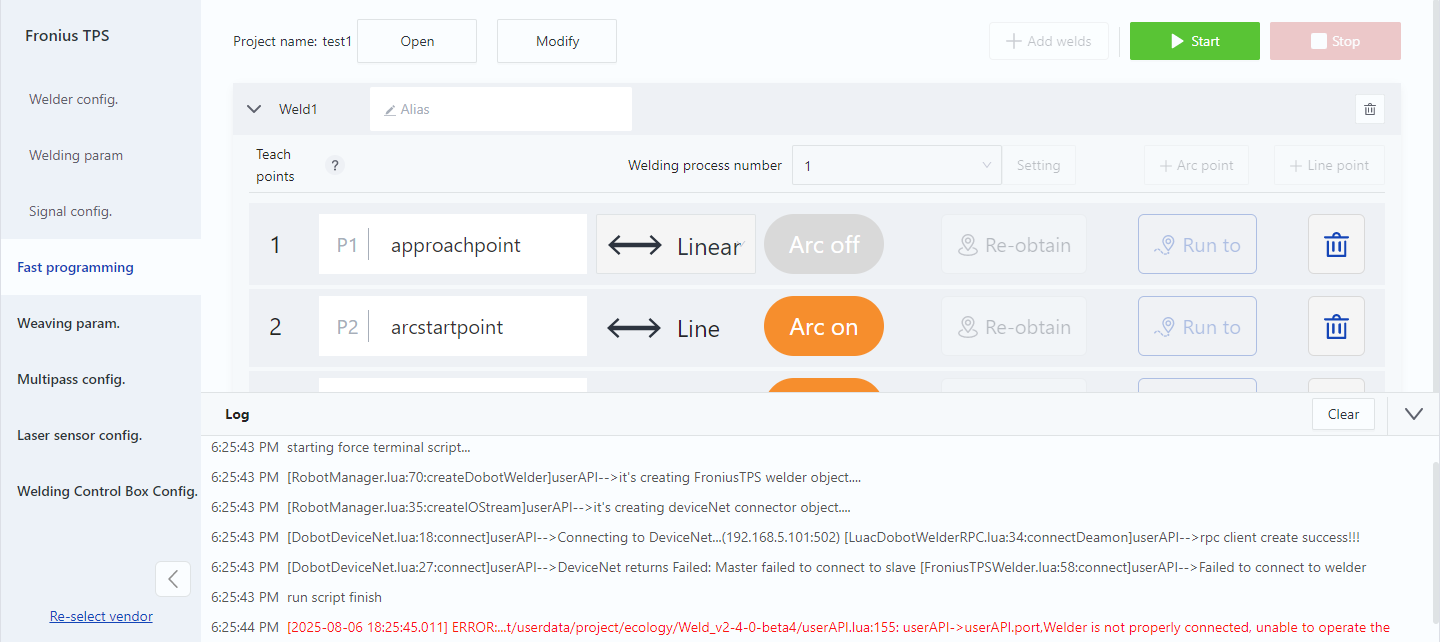 Fronius TPS
Welder config.
Welding param
Signal config.
Fast programming
Weaving param.
Multipass config.
Laser sensor config.
Welding Control Box Config.
Re-select vendor
Project name: test1 Open Modify + Add welds Start Stop
Weld1 Alias
Teach
points ? Welding process number 1 Setting + Arc point + Line point
1 P1 approachpoint Linear Arc off Re-obtain Run to
2 P2 arcstartpoint Line Arc on Re-obtain Run to
Log Clear
6:25:43 PM starting force terminal script...
6:25:43 PM [RobotManager.lua:70:createDobotWelder]userAPI-->it's creating FroniusTPS welder object....
6:25:43 PM [RobotManager.lua:35:createIOStream]userAPI-->it's creating deviceNet connector object....
6:25:43 PM [DobotDeviceNet.lua:18:connect]userAPI-->Connecting to DeviceNet...(192.168.5.101:502) [LuacDobotWelderRPC.lua:34:connectDeamon]userAPI-->rpc client create success!!!
6:25:43 PM [DobotDeviceNet.lua:27:connect]userAPI-->DeviceNet returns Failed: Master failed to connect to slave [FroniusTPSWelder.lua:58:connect]userAPI-->Failed to connect to welder
6:25:43 PM run script finish
6:25:44 PM [2025-08-06 18:25:45.011] ERROR:...t/userdata/project/ecology/Weld_v2-4-0-beta4/userAPI.lua:155: userAPI->userAPI.port,Welder is not properly connected, unable to operate the